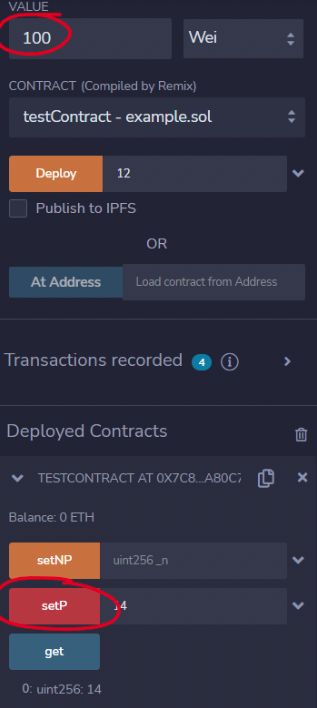 VALUE
100 Wei
CONTRACT (Compiled by Remix)
testContract - example.sol
Deploy 12
Publish to IPFS
OR
At Address Load contract from Address
Transactions recorded 4 i
Deployed Contracts
TESTCONTRACT AT 0X7C8...A80C7
Balance: 0 ETH
setNP uint256 _n
setP 14
get
0: uint256: 14